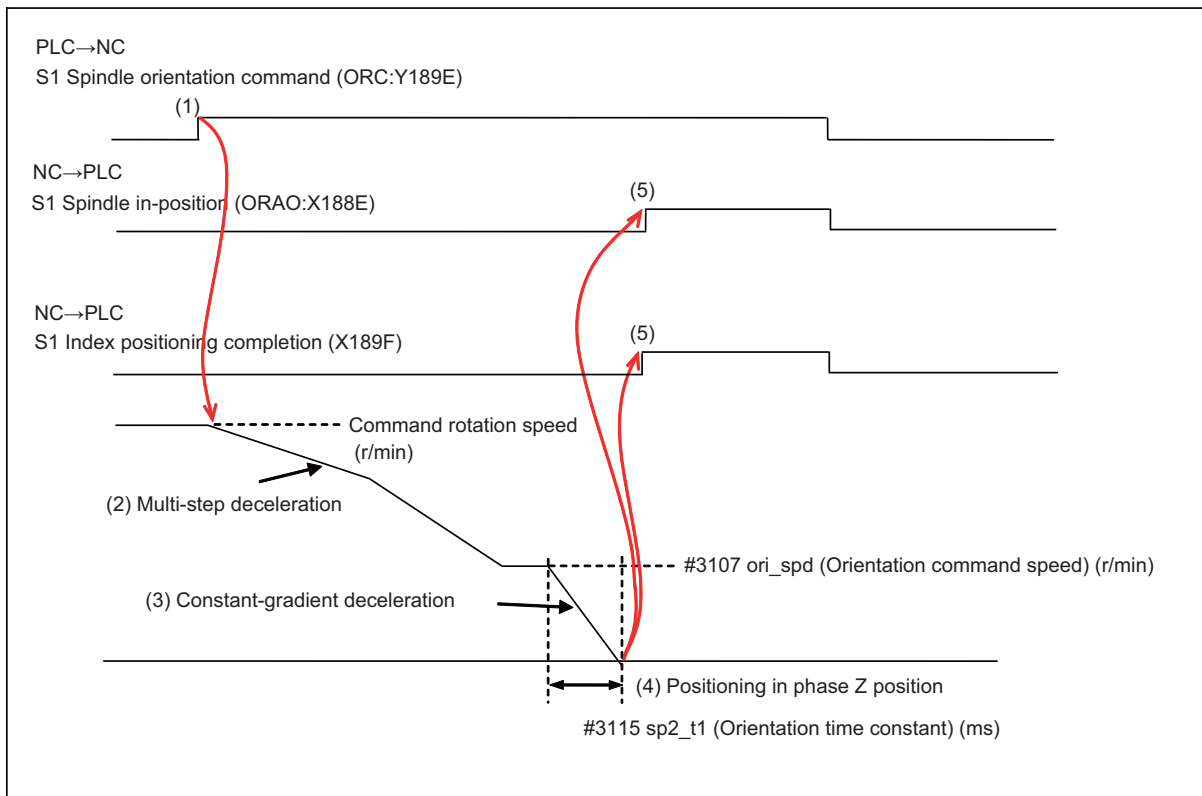 PLC→NC
S1 Spindle orientation command (ORC:Y189E)
(1)
NC→PLC
S1 Spindle in-position (ORAO:X188E)
(5)
NC→PLC
S1 Index positioning completion (X189F)
(5)
Command rotation speed
(r/min)
(2) Multi-step deceleration
#3107 ori_spd (Orientation command speed) (r/min)
(3) Constant-gradient deceleration
(4) Positioning in phase Z position
#3115 sp2_t1 (Orientation time constant) (ms)